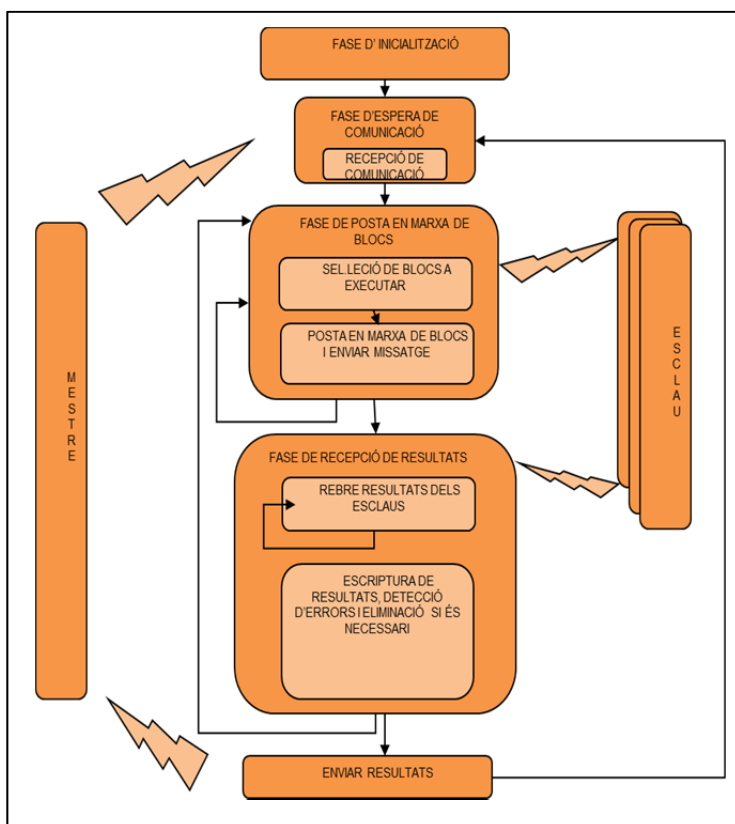 FASE D' INICIALITZACIÓ
FASE D'ESPERA DE
COMUNICACIÓ
RECEPCIÓ DE
COMUNICACIÓ
FASE DE POSTA EN MARXA DE
BLOCS
SEL.LECIÓ DE BLOCS A
EXECUTAR
POSTA EN MARXA DE BLOCS
I ENVIAR MISSATGE
MESTRE
ESCLAU
FASE DE RECEPCIÓ DE RESULTATS
REBRE RESULTATS DELS
ESCLAUS
ESCRIPTURA DE
RESULTATS, DETECCIÓ
D'ERRORS I ELIMINACIÓ SI ÉS
NECESSARI
ENVIAR RESULTATS